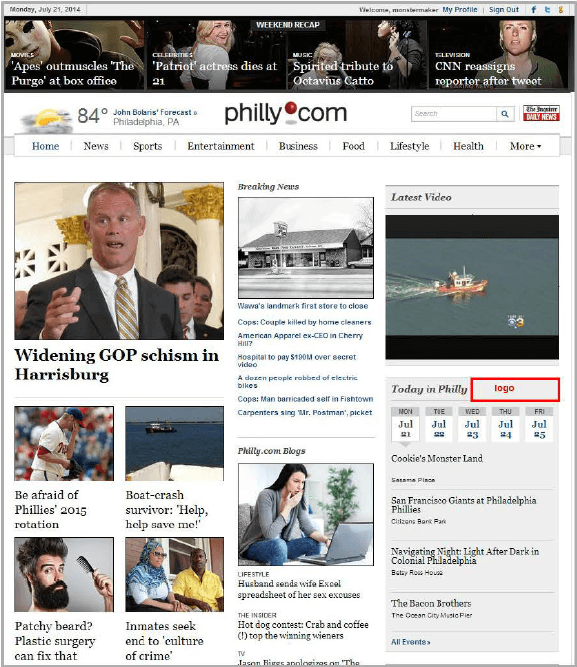 Monday, July 21, 2014
Welcome, monstermaker My Profile | Sign Out
WEEKEND RECAP
MOVIES
'Apes' outmuscles 'The
Purge' at box office
CELEBRITIES
'Patriot' actress dies at
21
MUSIC
Spirited tribute to
Octavius Catto
TELEVISION
CNN reassigns
reporter after tweet
84°
John Bolaris' Forecast »
Philadelphia, PA
philly.com
Search
The Inquirer
DAILY NEWS
Home News Sports Entertainment Business Food Lifestyle Health More
Widening GOP schism in
Harrisburg
Be afraid of
Phillies' 2015
rotation
Boat-crash
survivor: 'Help,
help save me!'
Patchy beard?
Plastic surgery
can fix that
Inmates seek
end to 'culture
of crime'
Breaking News
Wawa's landmark first store to close
Cops: Couple killed by home cleaners
American Apparel ex-CEO in Cherry
Hill?
Hospital to pay $190M over secret
video
A dozen people robbed of electric
bikes
Cops: Man barricaded self in Fishtown
Carpenters sing 'Mr. Postman', picket
Philly.com Blogs
LIFESTYLE
Husband sends wife Excel
spreadsheet of her sex excuses
THE INSIDER
Hot dog contest: Crab and coffee
(!) top the winning wieners
TV
Jason Biggs apologizes on 'The
Latest Video
Today in Philly
logo
MON TUE WED THU FRI
Jul Jul Jul Jul Jul
21 22 23 24 25
Cookie's Monster Land
Sesame Place
San Francisco Giants at Philadelphia
Phillies
Citizens Bank Park
Navigating Night: Light After Dark in
Colonial Philadelphia
Betsy Ross House
The Bacon Brothers
The Ocean City Music Pier
All Events »